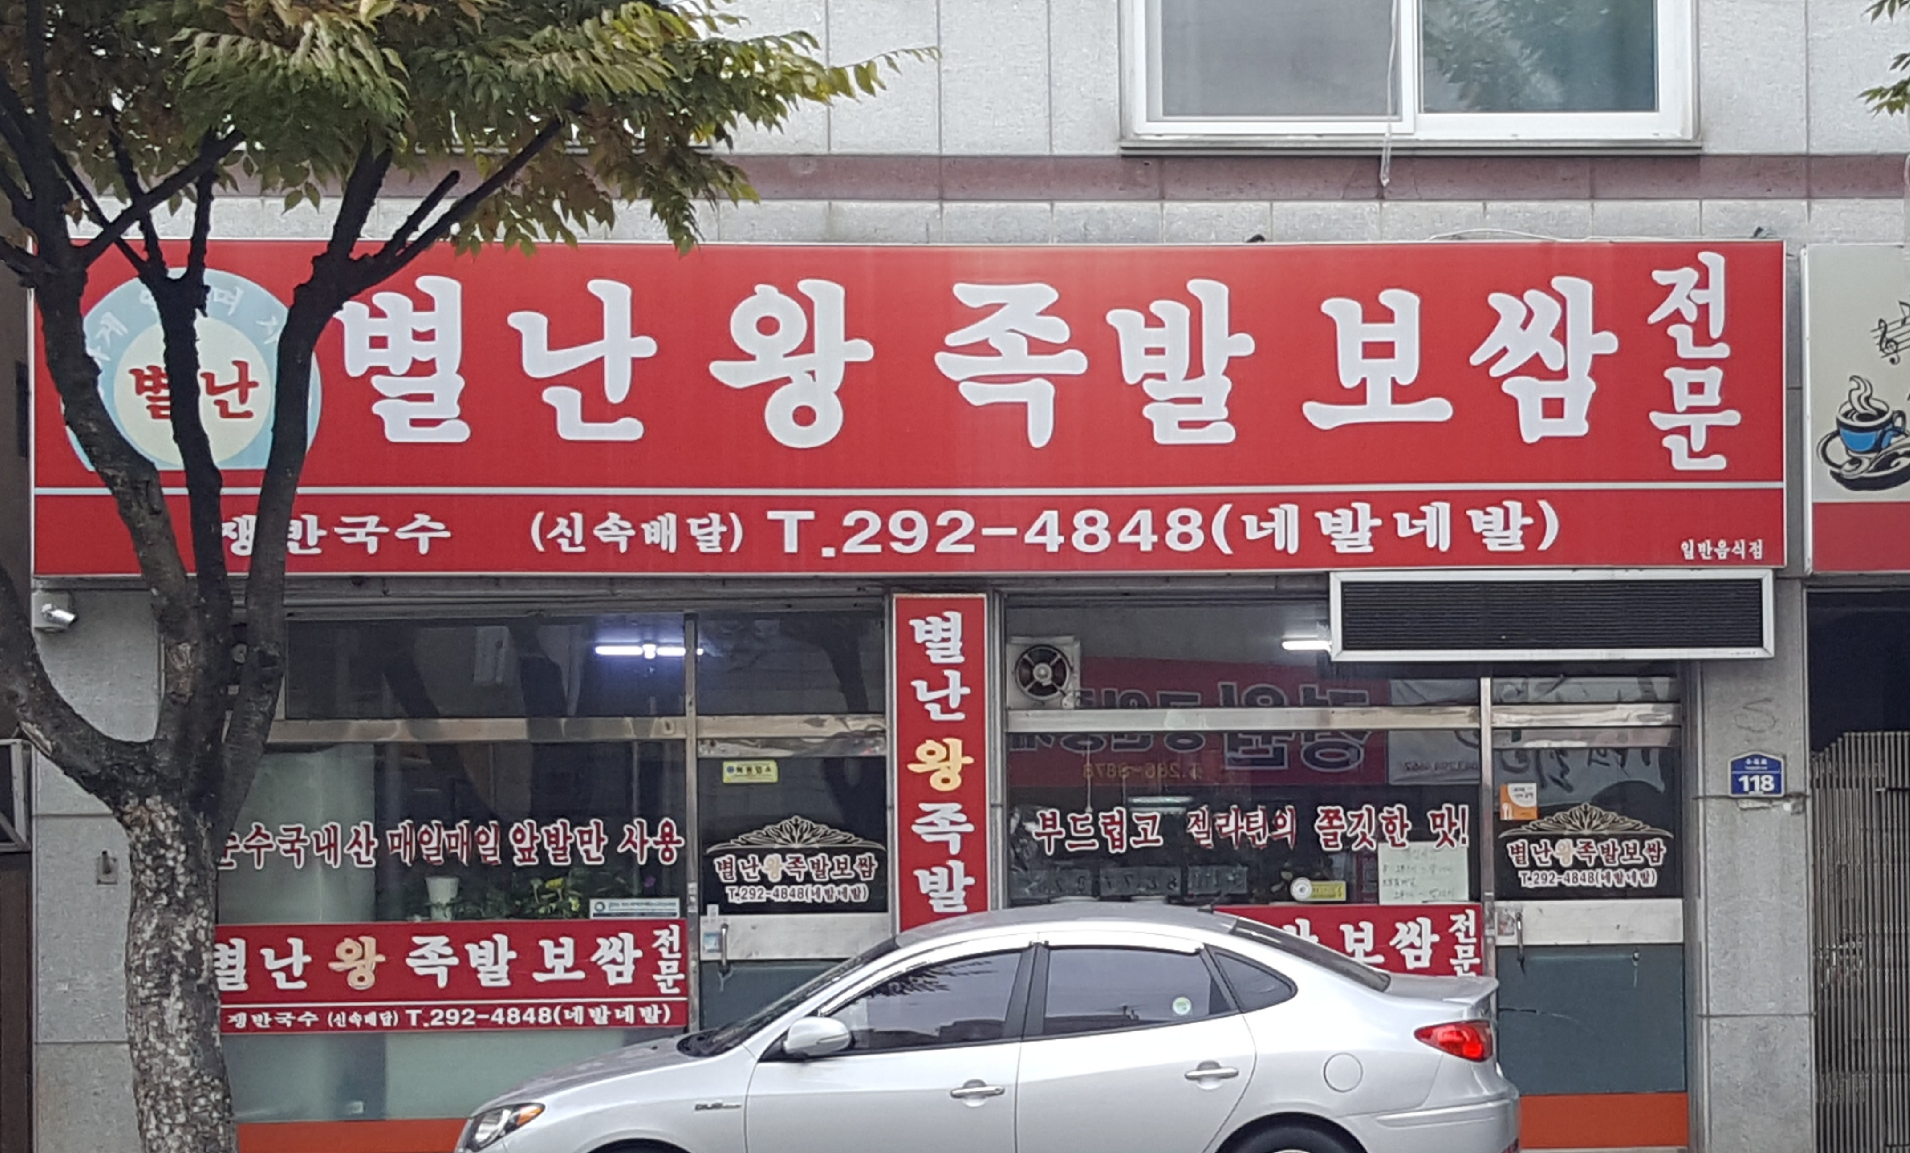 별난
별난왕족발보쌈 전문
쟁반국수 (신속배달) T.292-4848(네발네발)
일반음식점
별난왕족발
118
순수국내산 매일매일 앞발만 사용
별난왕족발보쌈
T.292-4848(네발네발)
부드럽고 젤라틴의 쫄깃한 맛!
별난왕족발보쌈
T.292-4848(네발네발)
별난왕족발보쌈 전문
쟁반국수 (신속배달) T.292-4848(네발네발)
보쌈 전문